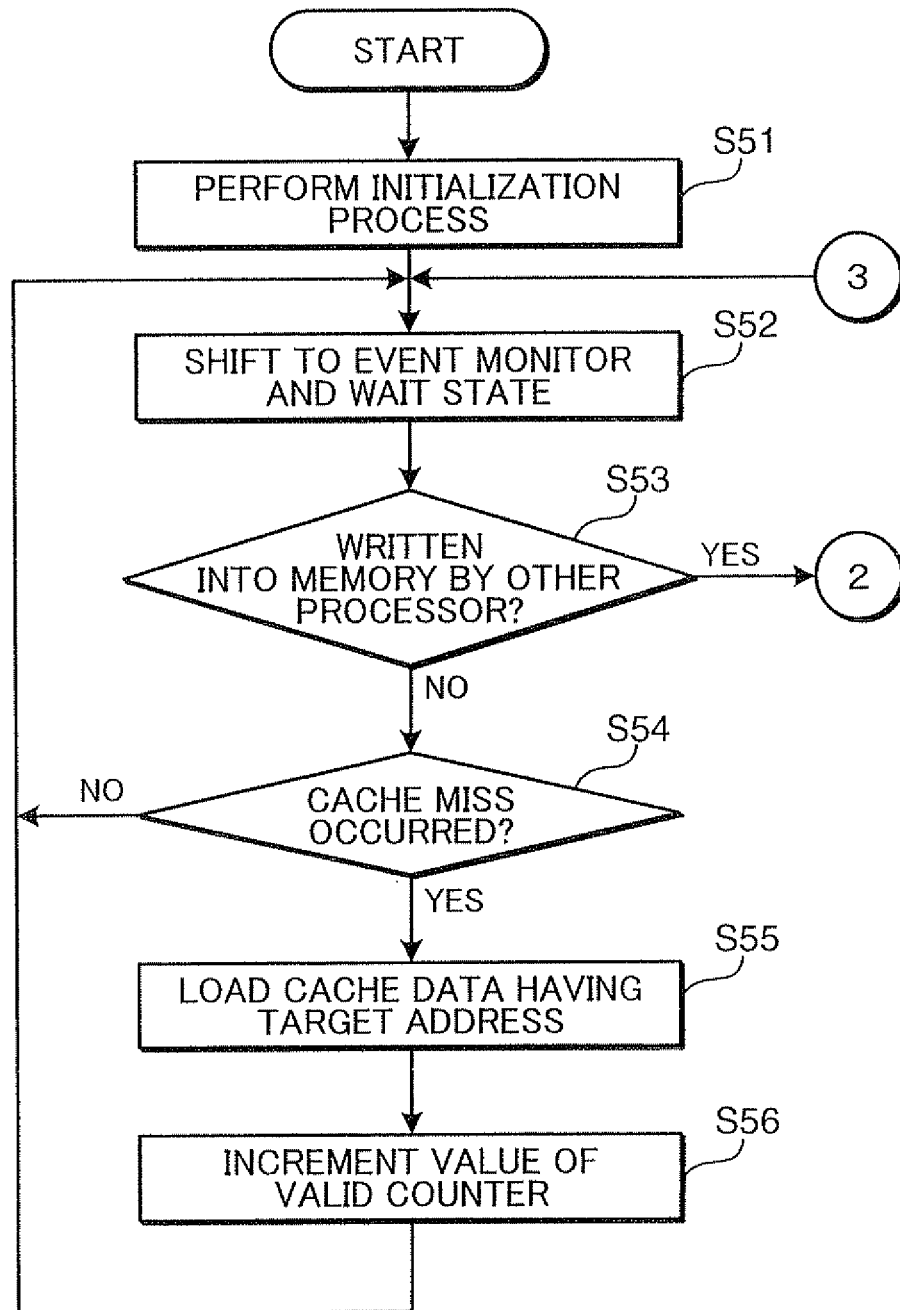 START
S51
PERFORM INITIALIZATION
PROCESS
3
S52
SHIFT TO EVENT MONITOR
AND WAIT STATE
S53
WRITTEN
INTO MEMORY BY OTHER
PROCESSOR?
YES
2
NO
S54
NO
CACHE MISS
OCCURRED?
YES
S55
LOAD CACHE DATA HAVING
TARGET ADDRESS
S56
INCREMENT VALUE OF
VALID COUNTER